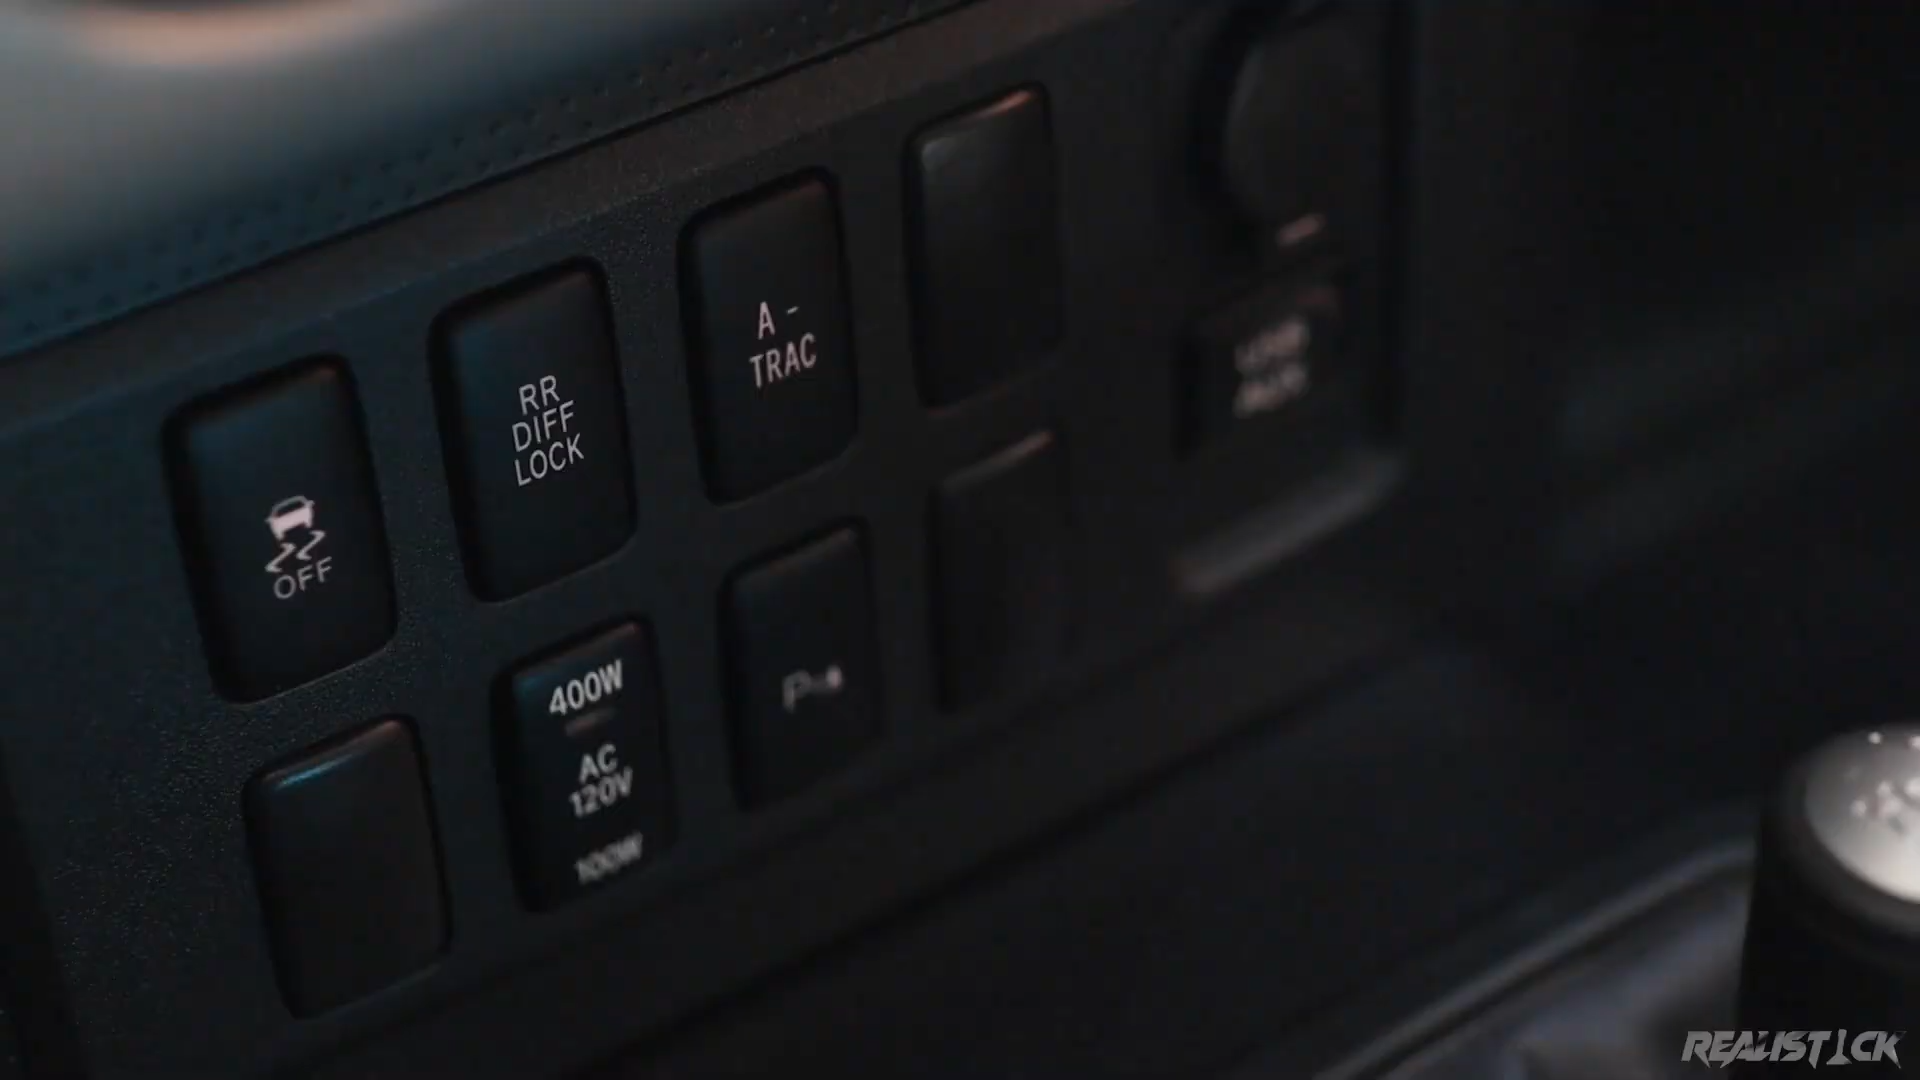 OFF
RR
DIFF
LOCK
A -
TRAC
400W
AC
120V
100W
P
REALISTICK